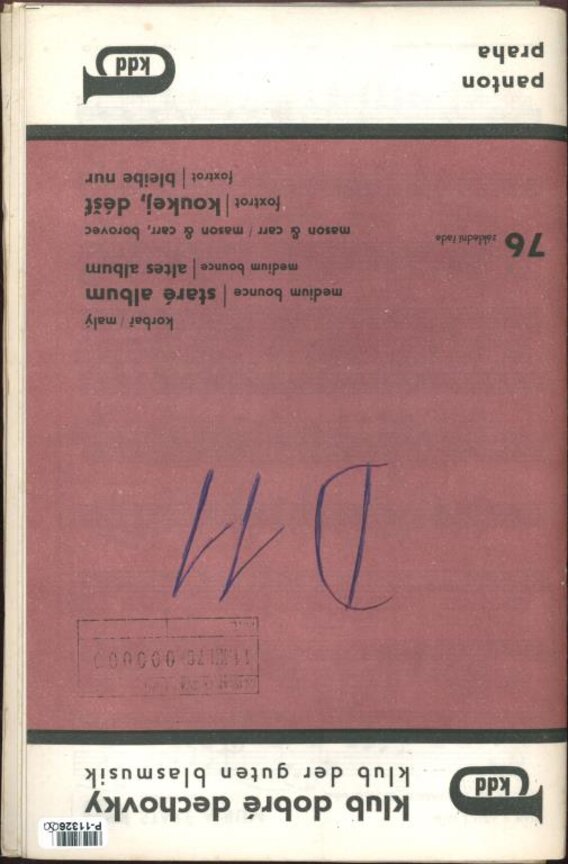 P-11326
klub dobré dechovky
klub der guten blasmusik
kdd
000000
D 11
korbař / malý
medium bounce | staré album
medium bounce | altes album
mason & carr / mason & carr, borovec
foxtrot | koukej, déšť
foxtrot | bleibe nur
76 základní řada
panton
praha
kdd